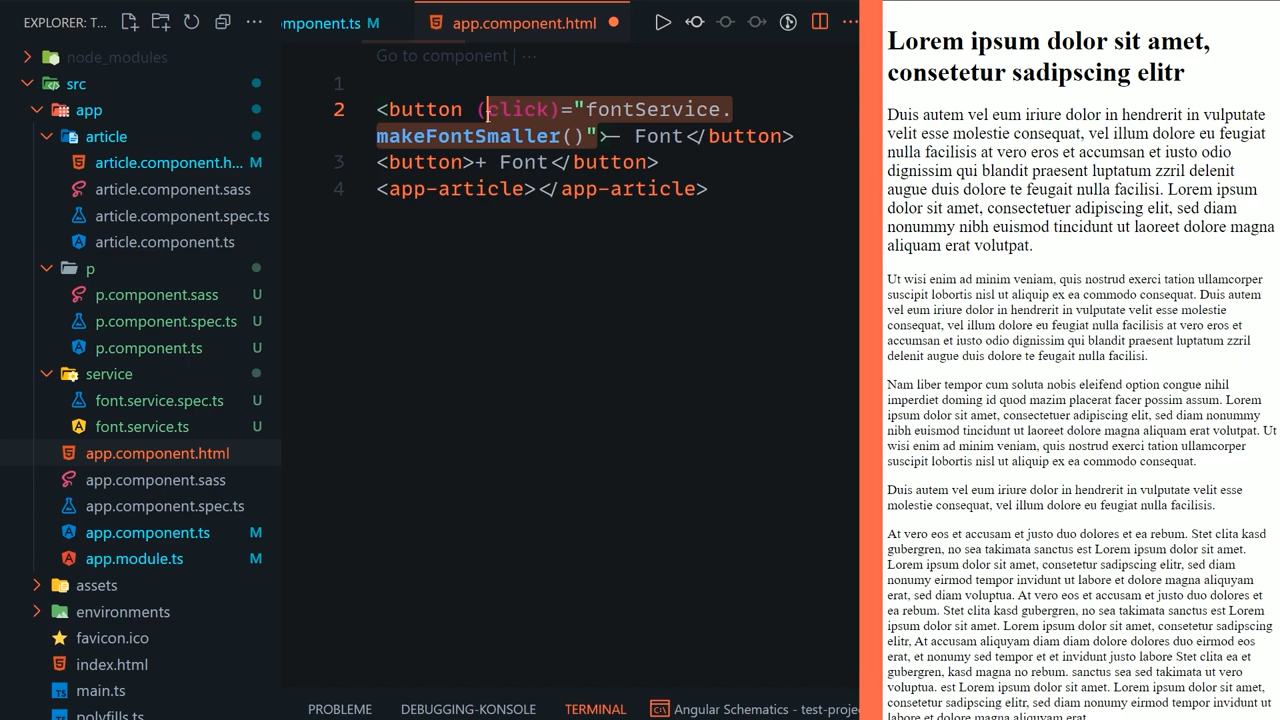 EXPLORER: T...
omponent.ts M
app.component.html
node_modules
src
app
article
article.component.h... M
article.component.sass
article.component.spec.ts
article.component.ts
p
p.component.sass U
p.component.spec.ts U
p.component.ts U
service
font.service.spec.ts U
font.service.ts U
app.component.html
app.component.sass
app.component.spec.ts
app.component.ts M
app.module.ts M
assets
environments
favicon.ico
index.html
main.ts
polyfills.ts
Go to component | ...
1
2 <button (click)="fontService.
makeFontSmaller()">- Font</button>
3 <button>+ Font</button>
4 <app-article></app-article>
PROBLEME DEBUGGING-KONSOLE TERMINAL Angular Schematics - test-proje
Lorem ipsum dolor sit amet,
consetetur sadipscing elitr
Duis autem vel eum iriure dolor in hendrerit in vulputate
velit esse molestie consequat, vel illum dolore eu feugiat
nulla facilisis at vero eros et accumsan et iusto odio
dignissim qui blandit praesent luptatum zzril delenit
augue duis dolore te feugait nulla facilisi. Lorem ipsum
dolor sit amet, consectetuer adipiscing elit, sed diam
nonummy nibh euismod tincidunt ut laoreet dolore magna
aliquam erat volutpat.
Ut wisi enim ad minim veniam, quis nostrud exerci tation ullamcorper
suscipit lobortis nisl ut aliquip ex ea commodo consequat. Duis autem
vel eum iriure dolor in hendrerit in vulputate velit esse molestie
consequat, vel illum dolore eu feugiat nulla facilisis at vero eros et
accumsan et iusto odio dignissim qui blandit praesent luptatum zzril
delenit augue duis dolore te feugait nulla facilisi.
Nam liber tempor cum soluta nobis eleifend option congue nihil
imperdiet doming id quod mazim placerat facer possim assum. Lorem
ipsum dolor sit amet, consectetuer adipiscing elit, sed diam nonummy
nibh euismod tincidunt ut laoreet dolore magna aliquam erat volutpat. Ut
wisi enim ad minim veniam, quis nostrud exerci tation ullamcorper
suscipit lobortis nisl ut aliquip ex ea commodo consequat.
Duis autem vel eum iriure dolor in hendrerit in vulputate velit esse
molestie consequat, vel illum dolore eu feugiat nulla facilisis.
At vero eos et accusam et justo duo dolores et ea rebum. Stet clita kasd
gubergren, no sea takimata sanctus est Lorem ipsum dolor sit amet.
Lorem ipsum dolor sit amet, consetetur sadipscing elitr, sed diam
nonumy eirmod tempor invidunt ut labore et dolore magna aliquyam
erat, sed diam voluptua. At vero eos et accusam et justo duo dolores et
ea rebum. Stet clita kasd gubergren, no sea takimata sanctus est Lorem
ipsum dolor sit amet. Lorem ipsum dolor sit amet, consetetur sadipscing
elitr, At accusam aliquyam diam diam dolore dolores duo eirmod eos
erat, et nonumy sed tempor et et invidunt justo labore Stet clita ea et
gubergren, kasd magna no rebum. sanctus sea sed takimata ut vero
voluptua. est Lorem ipsum dolor sit amet. Lorem ipsum dolor sit amet,
consetetur sadipscing elitr, sed diam nonumy eirmod tempor invidunt ut
labore et dolore magna aliquyam erat.